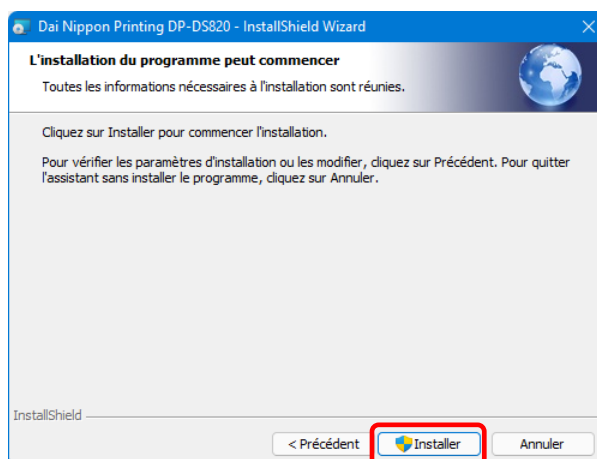 Dai Nippon Printing DP-DS820 - InstallShield Wizard
L'installation du programme peut commencer
Toutes les informations nécessaires à l'installation sont réunies.
Cliquez sur Installer pour commencer l'installation.
Pour vérifier les paramètres d'installation ou les modifier, cliquez sur Précédent. Pour quitter
l'assistant sans installer le programme, cliquez sur Annuler.
InstallShield
< Précédent Installer Annuler